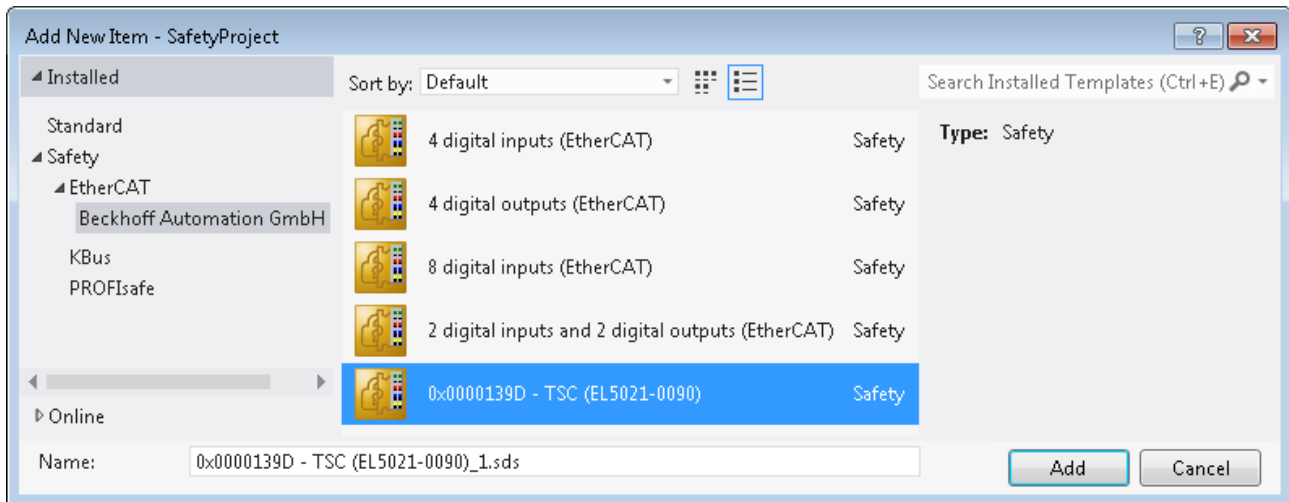 Add New Item - SafetyProject
Installed
Sort by: Default
Search Installed Templates (Ctrl+E)
Standard
Safety
EtherCAT
Beckhoff Automation GmbH
KBus
PROFIsafe
Online
4 digital inputs (EtherCAT) Safety
4 digital outputs (EtherCAT) Safety
8 digital inputs (EtherCAT) Safety
2 digital inputs and 2 digital outputs (EtherCAT) Safety
0x0000139D - TSC (EL5021-0090) Safety
Type: Safety
Name: 0x0000139D - TSC (EL5021-0090)_1.sds
Add Cancel